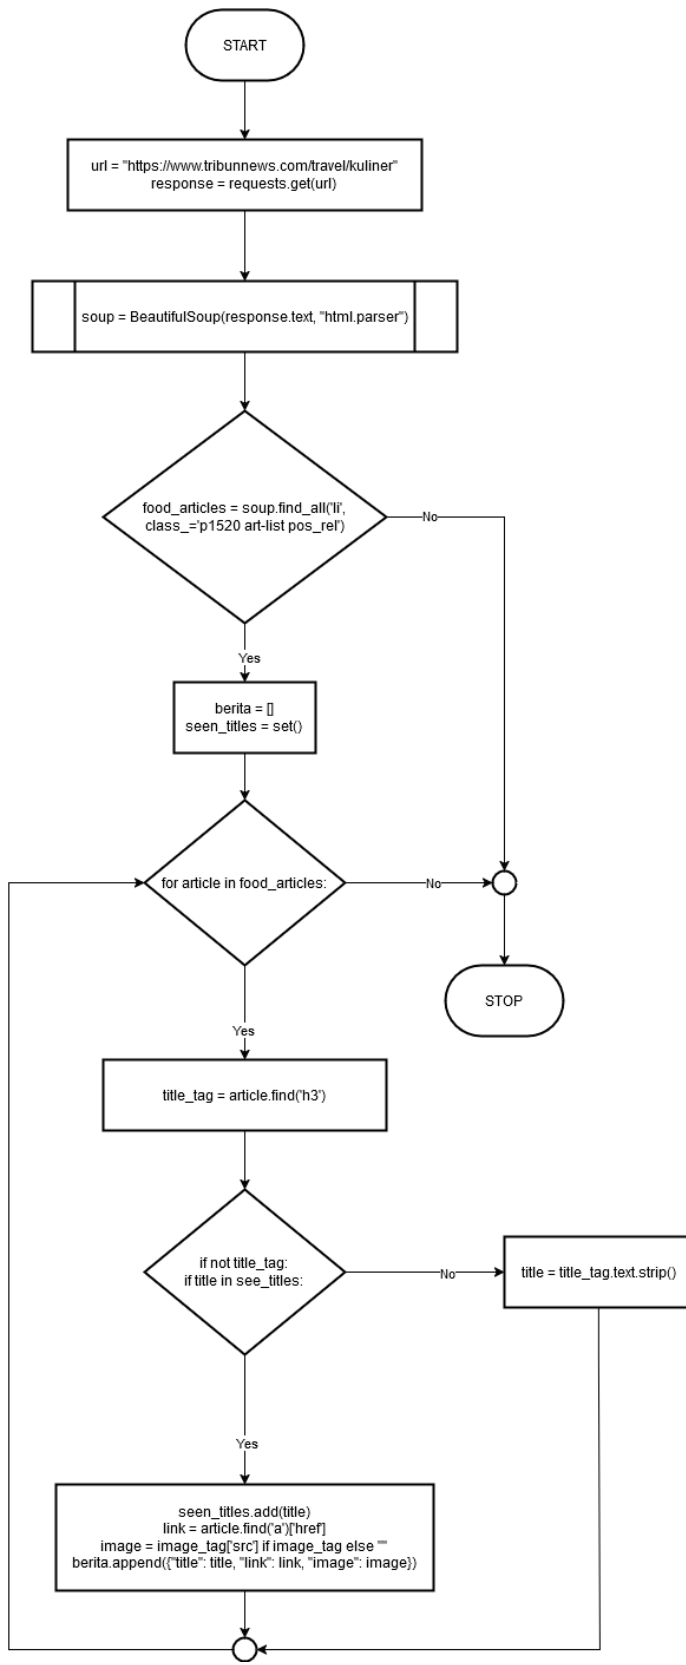 START
url = "https://www.tribunnews.com/travel/kuliner"
response = requests.get(url)
soup = BeautifulSoup(response.text, "html.parser")
food_articles = soup.find_all('li',
class_='p1520 art-list pos_rel')
No
Yes
berita = []
seen_titles = set()
for article in food_articles:
No
STOP
Yes
title_tag = article.find('h3')
if not title_tag:
if title in see_titles:
No
title = title_tag.text.strip()
Yes
seen_titles.add(title)
link = article.find('a')['href']
image = image_tag['src'] if image_tag else ""
berita.append({"title": title, "link": link, "image": image})